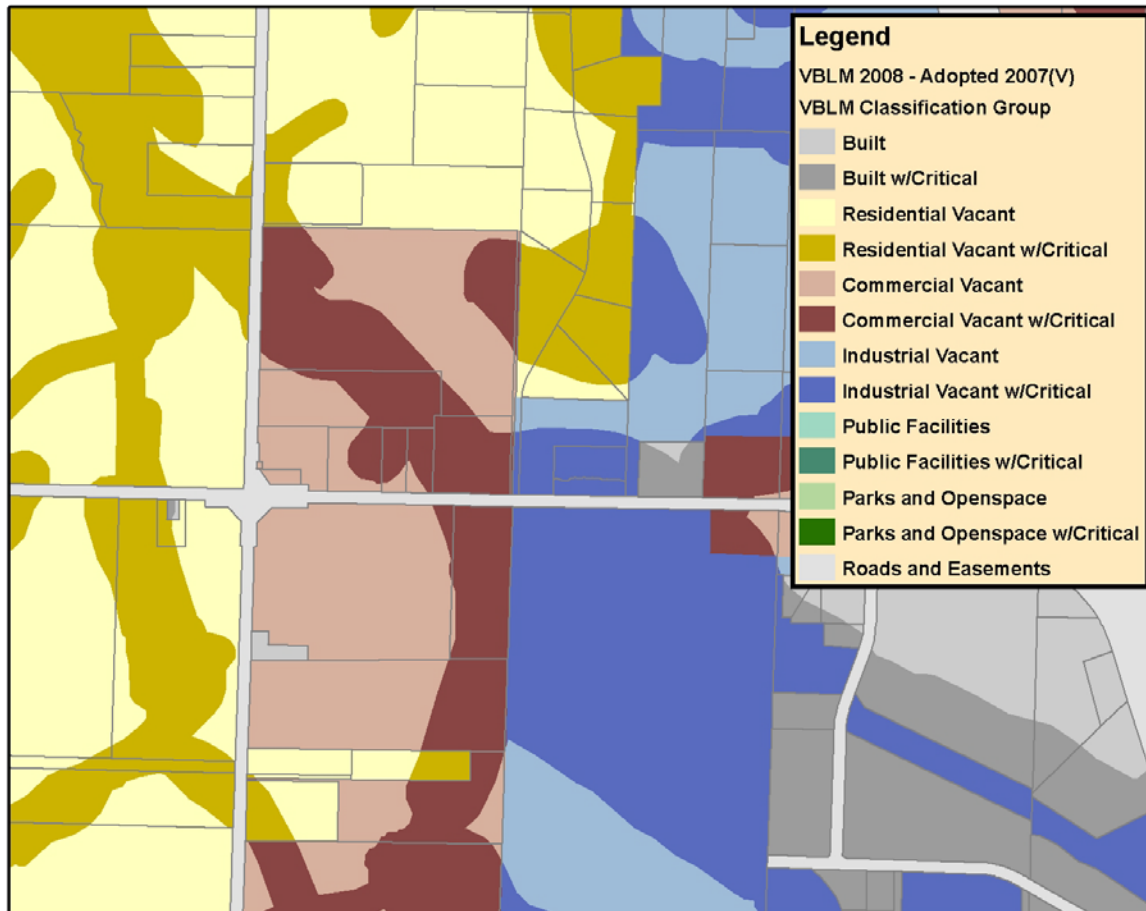 Legend
VBLM 2008 - Adopted 2007(V)
VBLM Classification Group
Built
Built w/Critical
Residential Vacant
Residential Vacant w/Critical
Commercial Vacant
Commercial Vacant w/Critical
Industrial Vacant
Industrial Vacant w/Critical
Public Facilities
Public Facilities w/Critical
Parks and Openspace
Parks and Openspace w/Critical
Roads and Easements